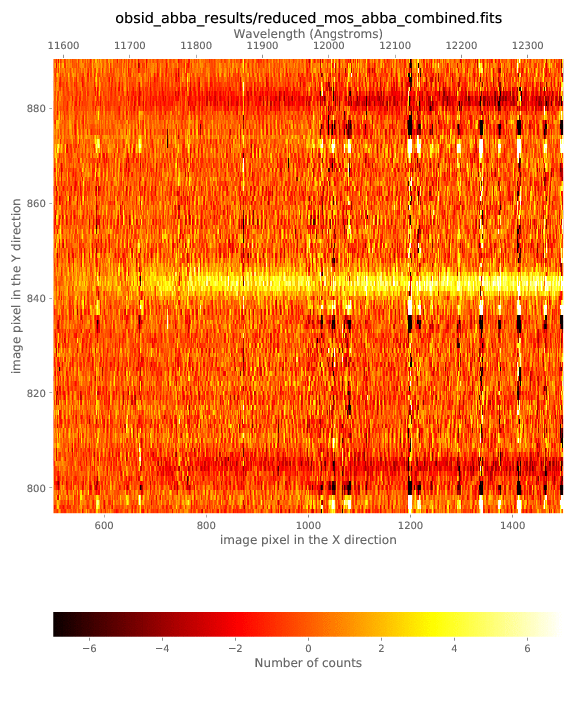 obsid_abba_results/reduced_mos_abba_combined.fits
Wavelength (Angstroms)
11600 11700 11800 11900 12000 12100 12200 12300
image pixel in the Y direction
880
860
840
820
800
600 800 1000 1200 1400
image pixel in the X direction
−6 −4 −2 0 2 4 6
Number of counts